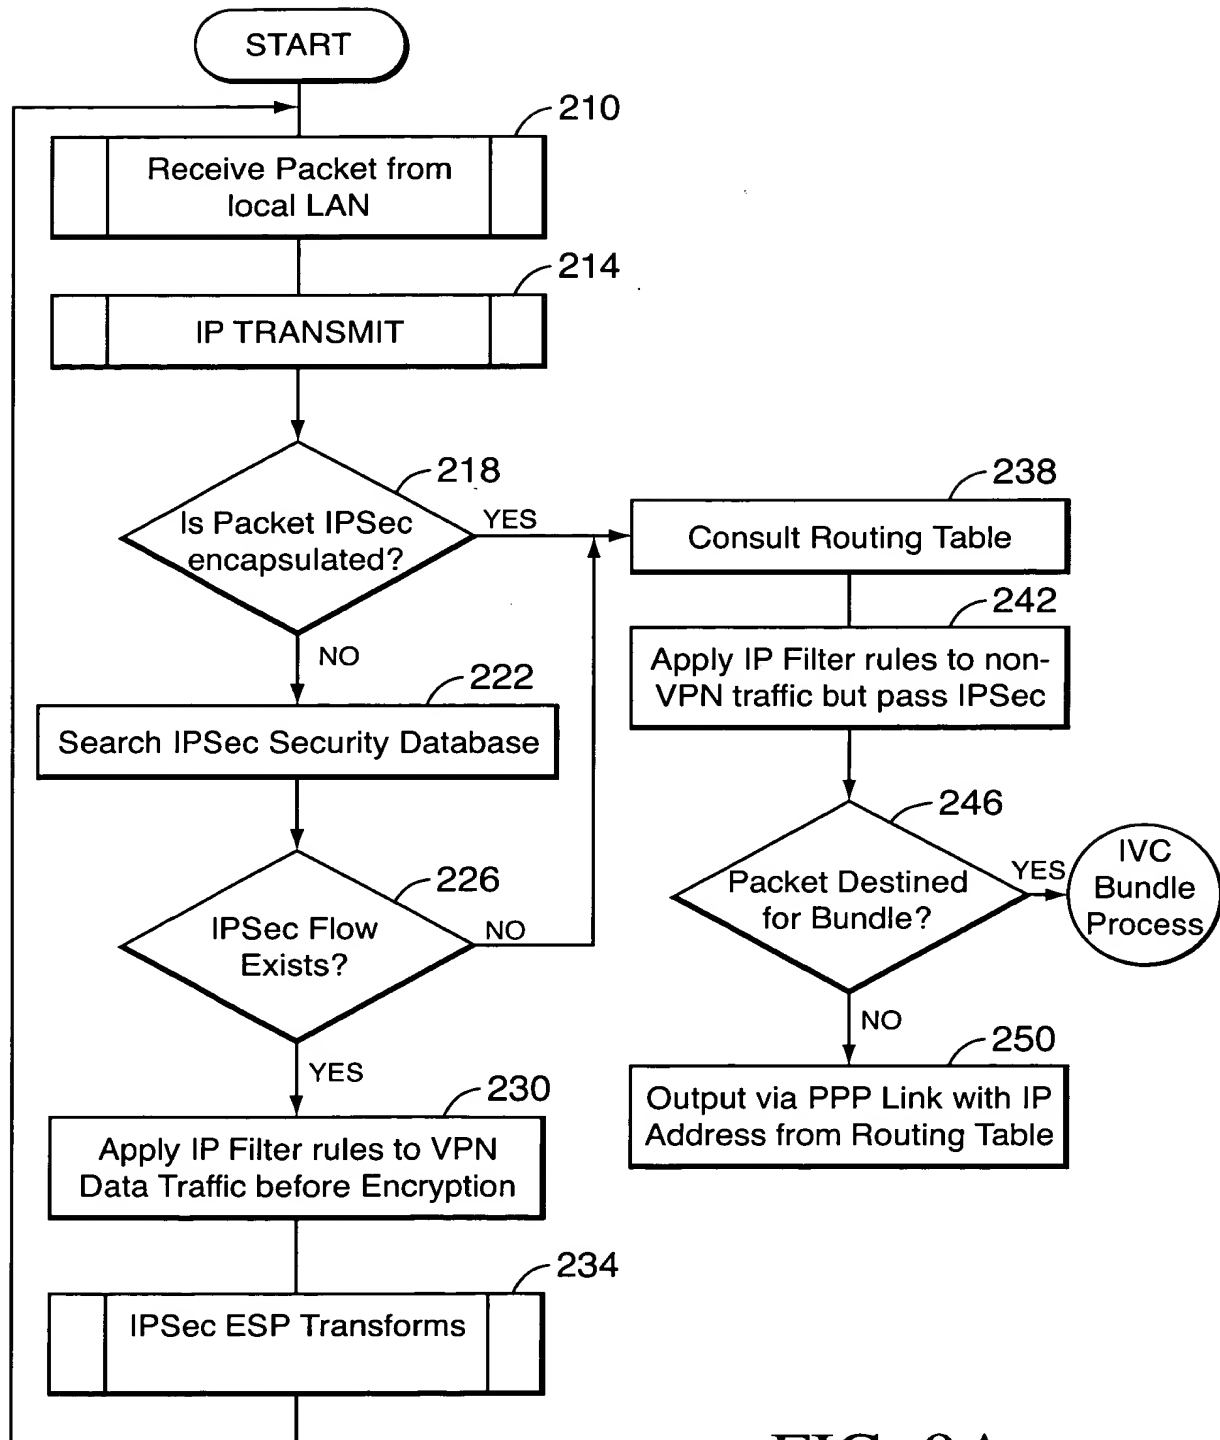 START
210
Receive Packet from
local LAN
214
IP TRANSMIT
218
Is Packet IPSec
encapsulated?
YES
NO
222
Search IPSec Security Database
226
IPSec Flow
Exists?
NO
YES
230
Apply IP Filter rules to VPN
Data Traffic before Encryption
234
IPSec ESP Transforms
238
Consult Routing Table
242
Apply IP Filter rules to non-
VPN traffic but pass IPSec
246
Packet Destined
for Bundle?
YES
IVC
Bundle
Process
NO
250
Output via PPP Link with IP
Address from Routing Table